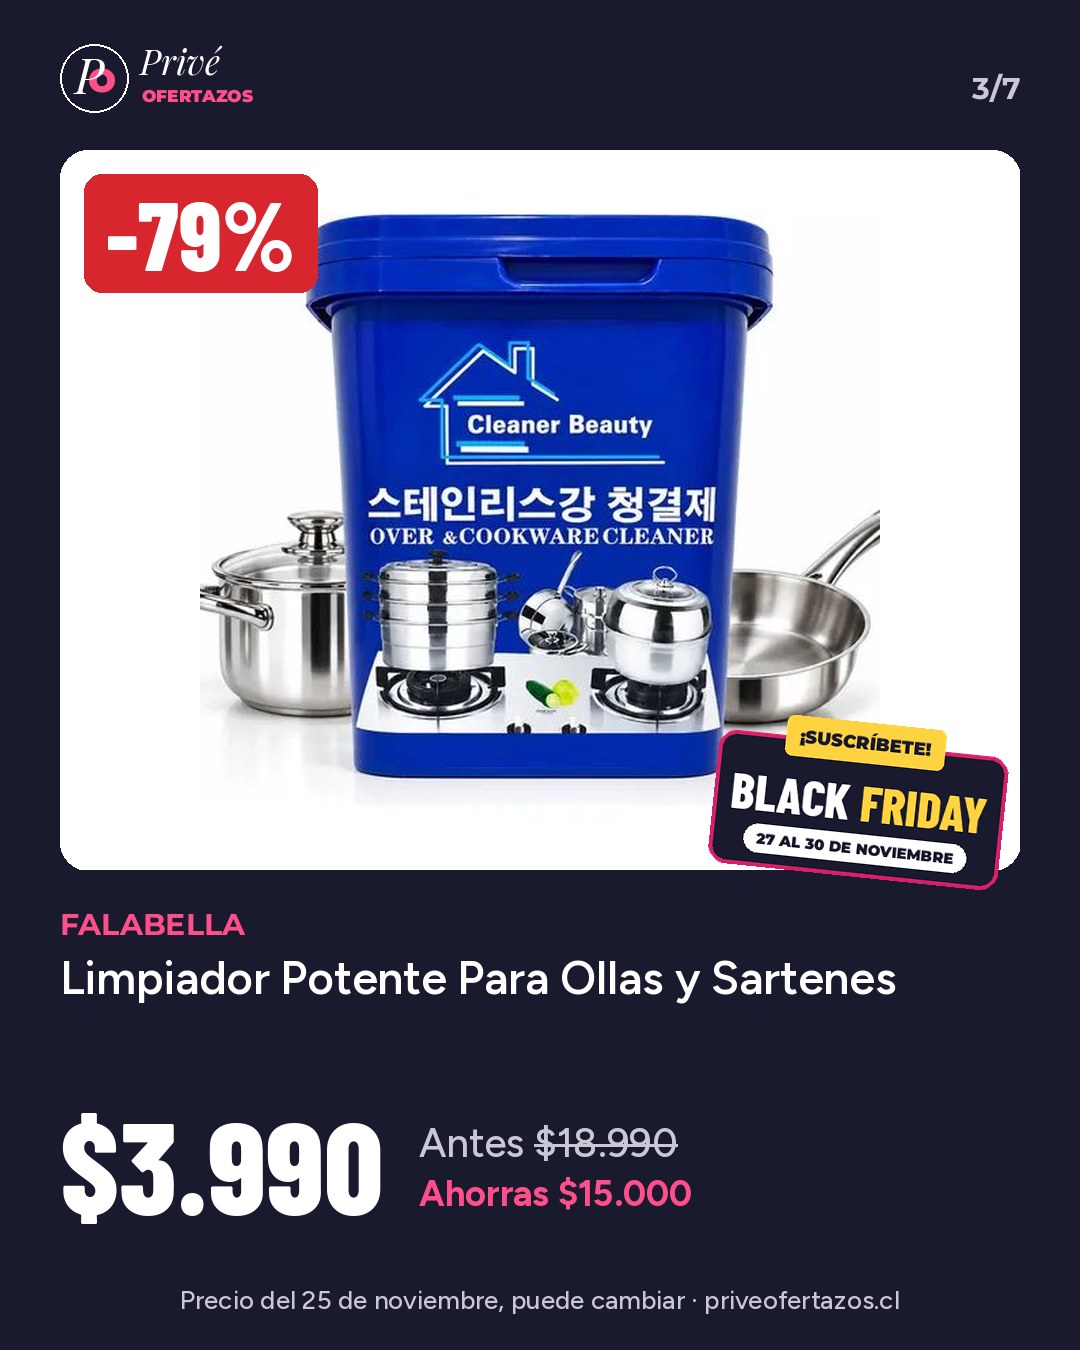 Privé
OFERTAZOS
3/7
-79%
Cleaner Beauty
스테인리스강 청결제
OVER &COOKWARE CLEANER
¡SUSCRÍBETE!
BLACK FRIDAY
27 AL 30 DE NOVIEMBRE
FALABELLA
Limpiador Potente Para Ollas y Sartenes
$3.990
Antes $18.990
Ahorras $15.000
Precio del 25 de noviembre, puede cambiar · priveofertazos.cl